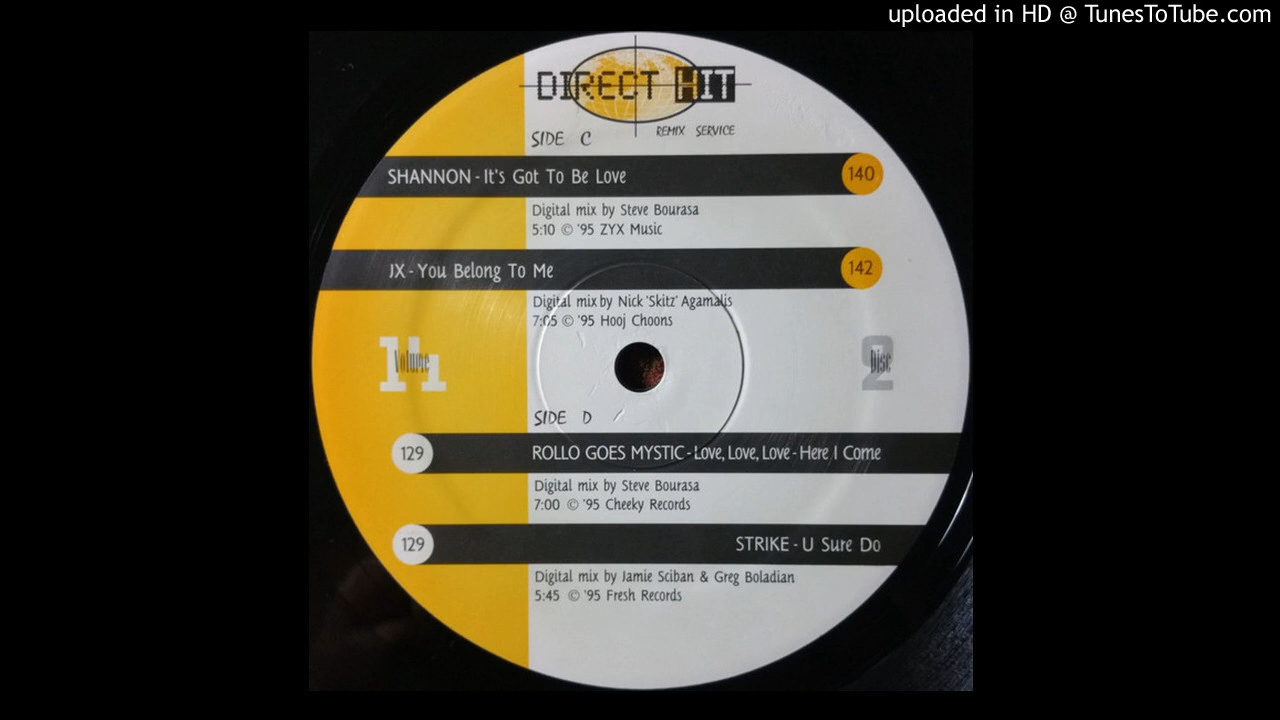 uploaded in HD @ TunesToTube.com
DIRECT HIT
REMIX SERVICE
SIDE C
SHANNON - It's Got To Be Love 140
Digital mix by Steve Bourasa
5:10 © '95 ZYX Music
JX - You Belong To Me 142
Digital mix by Nick 'Skitz' Agamalis
7:05 © '95 Hooj Choons
Volume 14
Disc 2
SIDE D
129 ROLLO GOES MYSTIC - Love, Love, Love - Here I Come
Digital mix by Steve Bourasa
7:00 © '95 Cheeky Records
129 STRIKE - U Sure Do
Digital mix by Jamie Sciban & Greg Boladian
5:45 © '95 Fresh Records